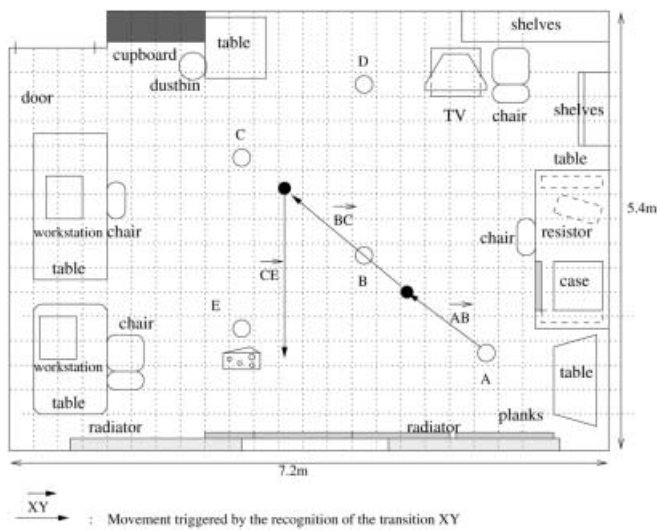 shelves
cupboard
table
dustbin
D
TV
chair
shelves
door
C
table
5.4m
BC
workstation
chair
table
chair
resistor
CE
B
case
E
AB
chair
workstation
table
A
table
planks
radiator
radiator
7.2m
XY
: Movement triggered by the recognition of the transition XY